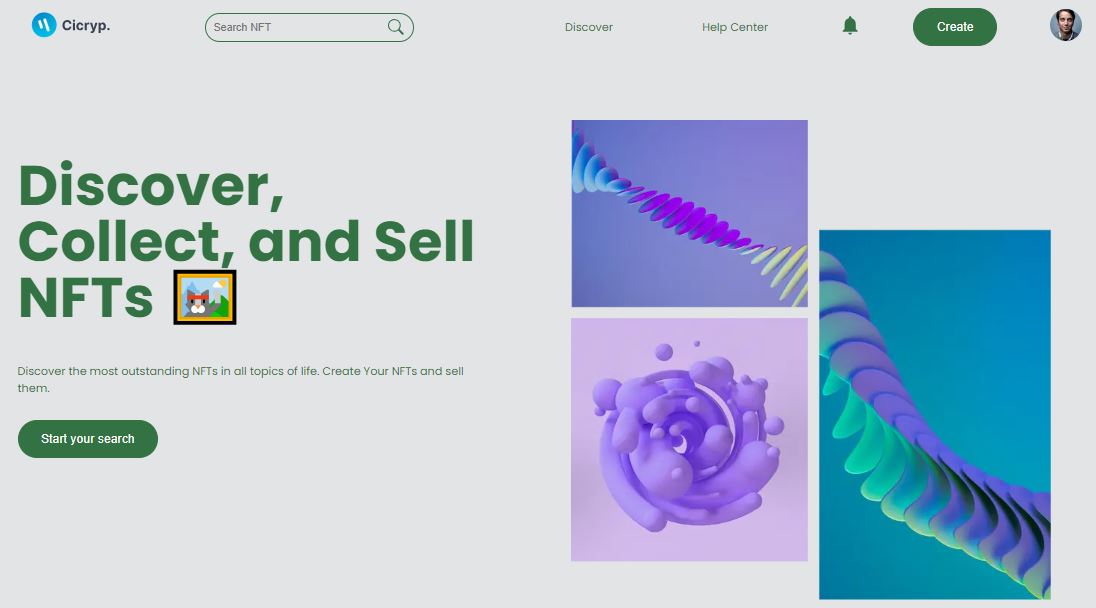 Cicryp.
Search NFT
Discover
Help Center
Create
Discover,
Collect, and Sell
NFTs
Discover the most outstanding NFTs in all topics of life. Create Your NFTs and sell
them.
Start your search